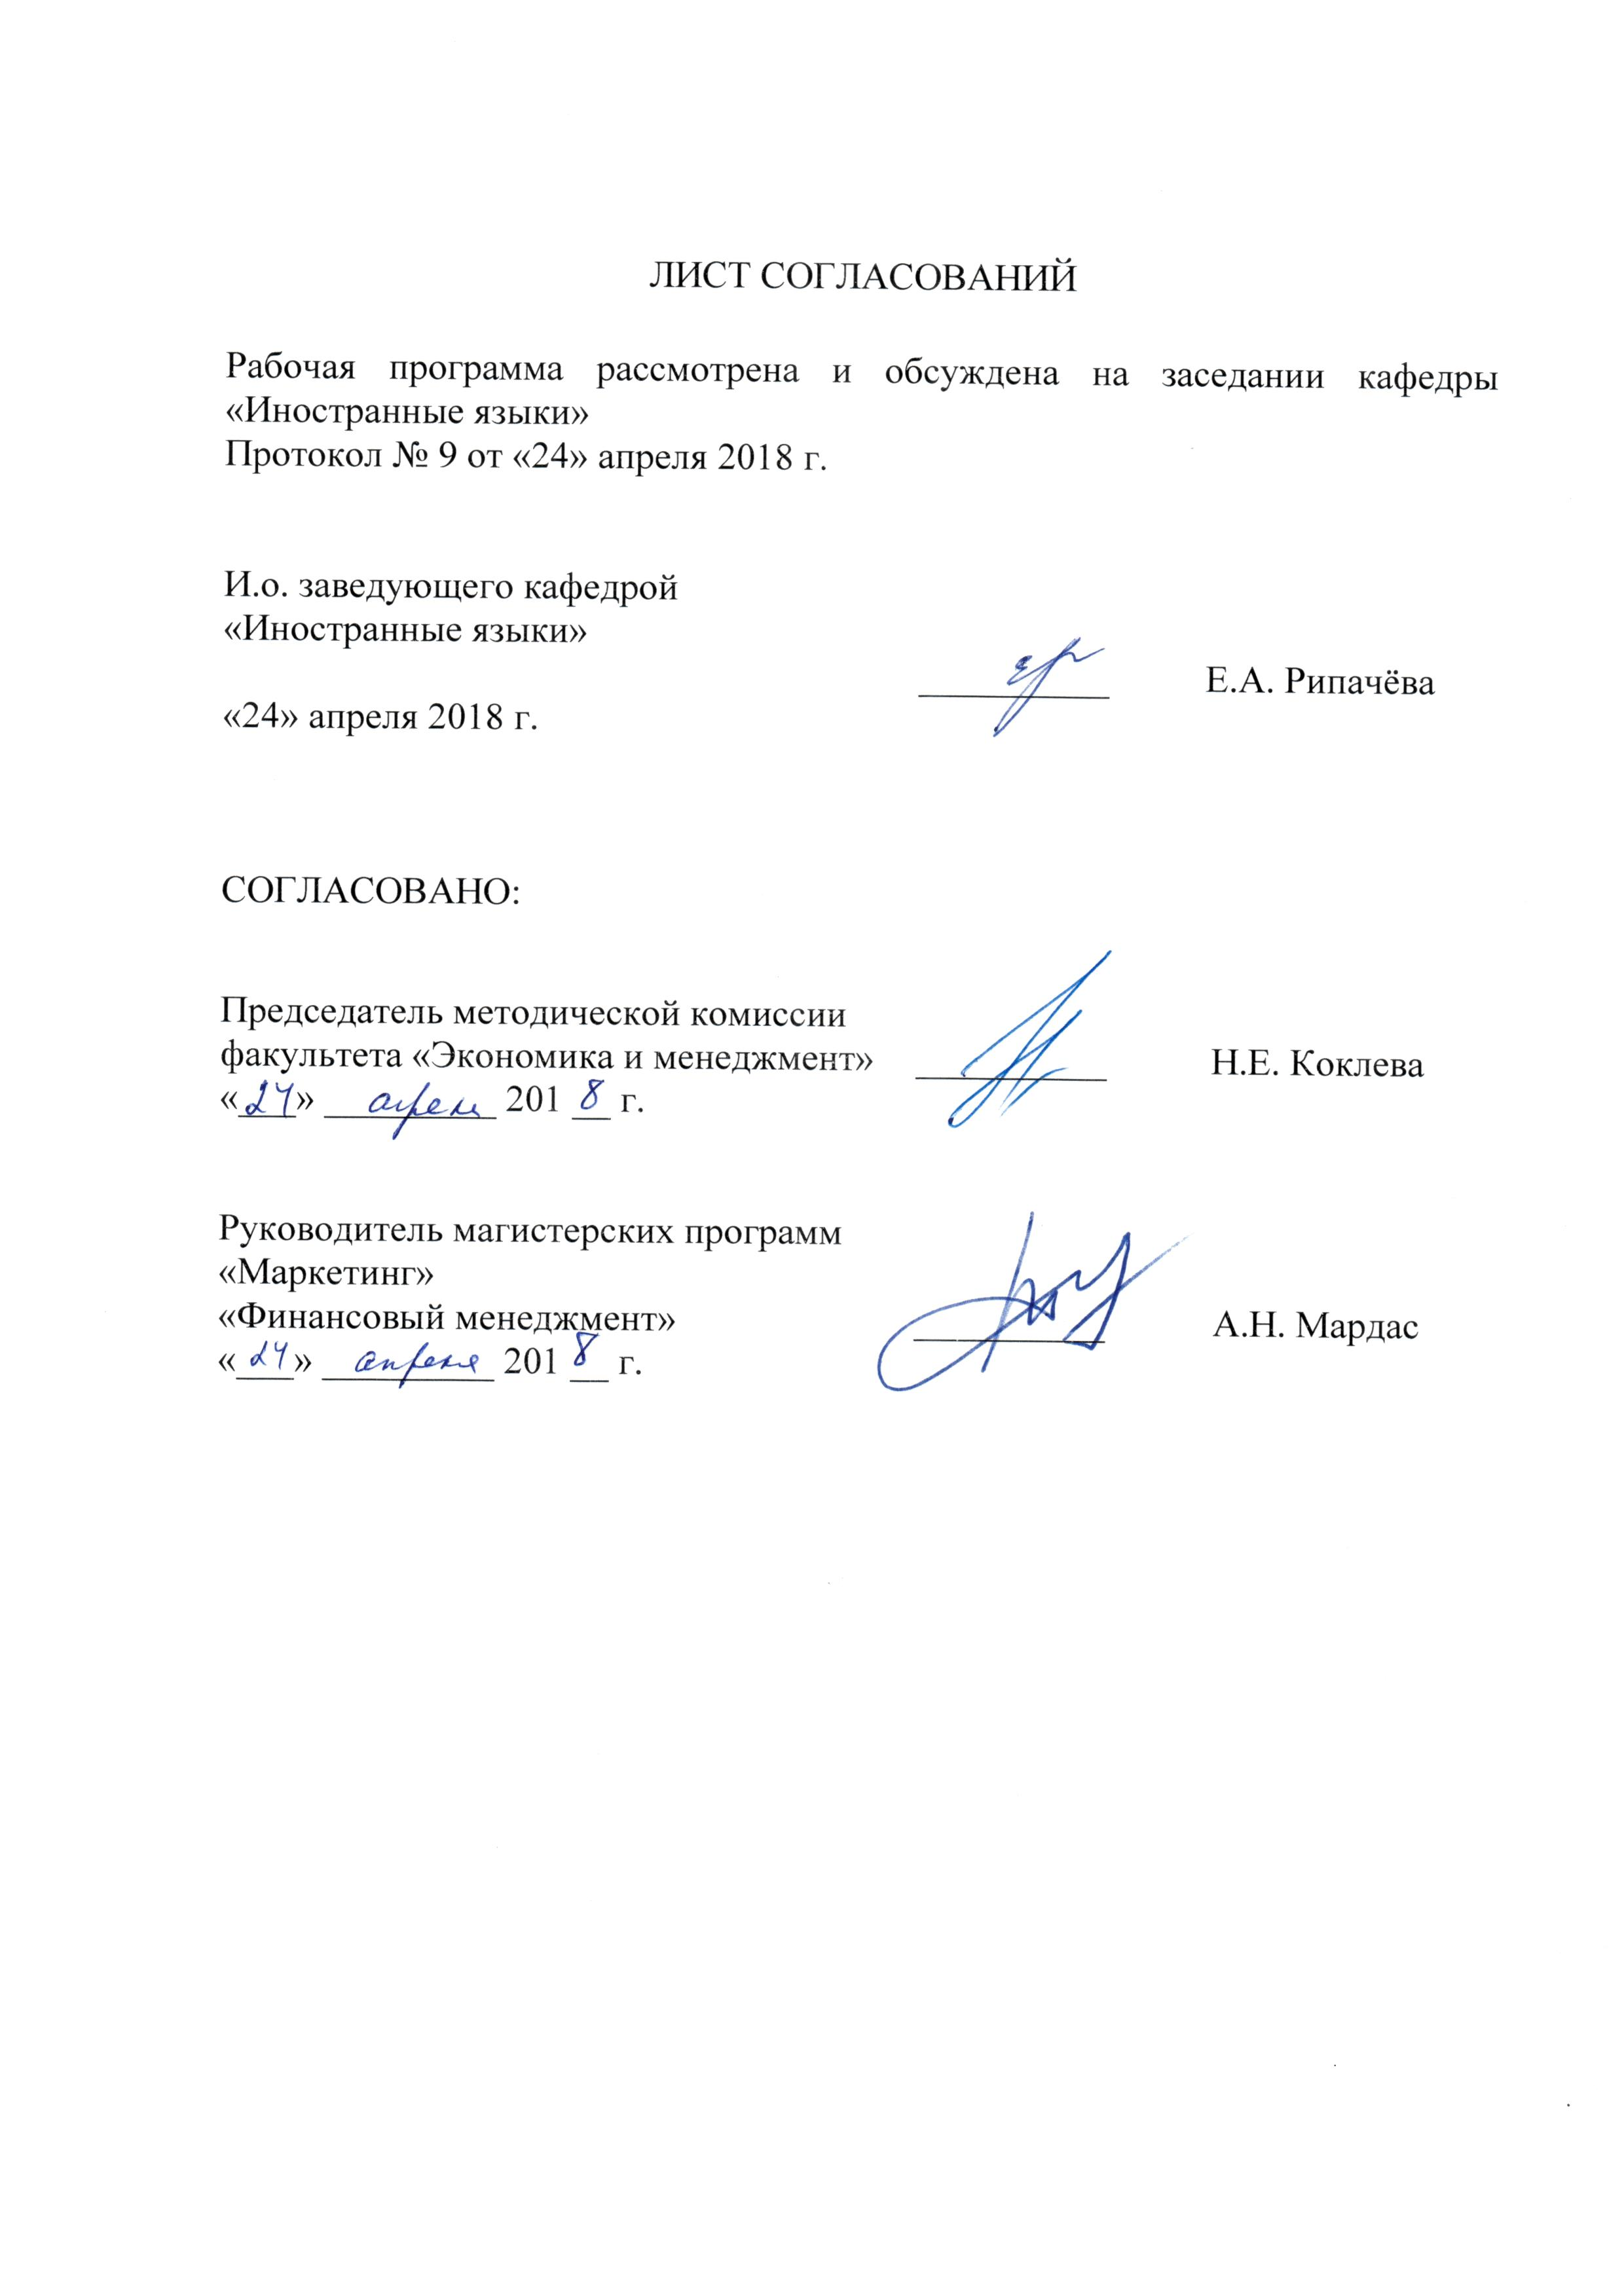 ЛИСТ СОГЛАСОВАНИЙ
Рабочая программа рассмотрена и обсуждена на заседании кафедры
«Иностранные языки»
Протокол № 9 от «24» апреля 2018 г.
И.о. заведующего кафедрой
«Иностранные языки»
Е.А. Рипачёва
«24» апреля 2018 г.
СОГЛАСОВАНО:
Председатель методической комиссии
факультета «Экономика и менеджмент»
Н.Е. Коклева
«24» апреля 201 8 г.
Руководитель магистерских программ
«Маркетинг»
«Финансовый менеджмент»
А.Н. Мардас
«24» апреля 201 8 г.